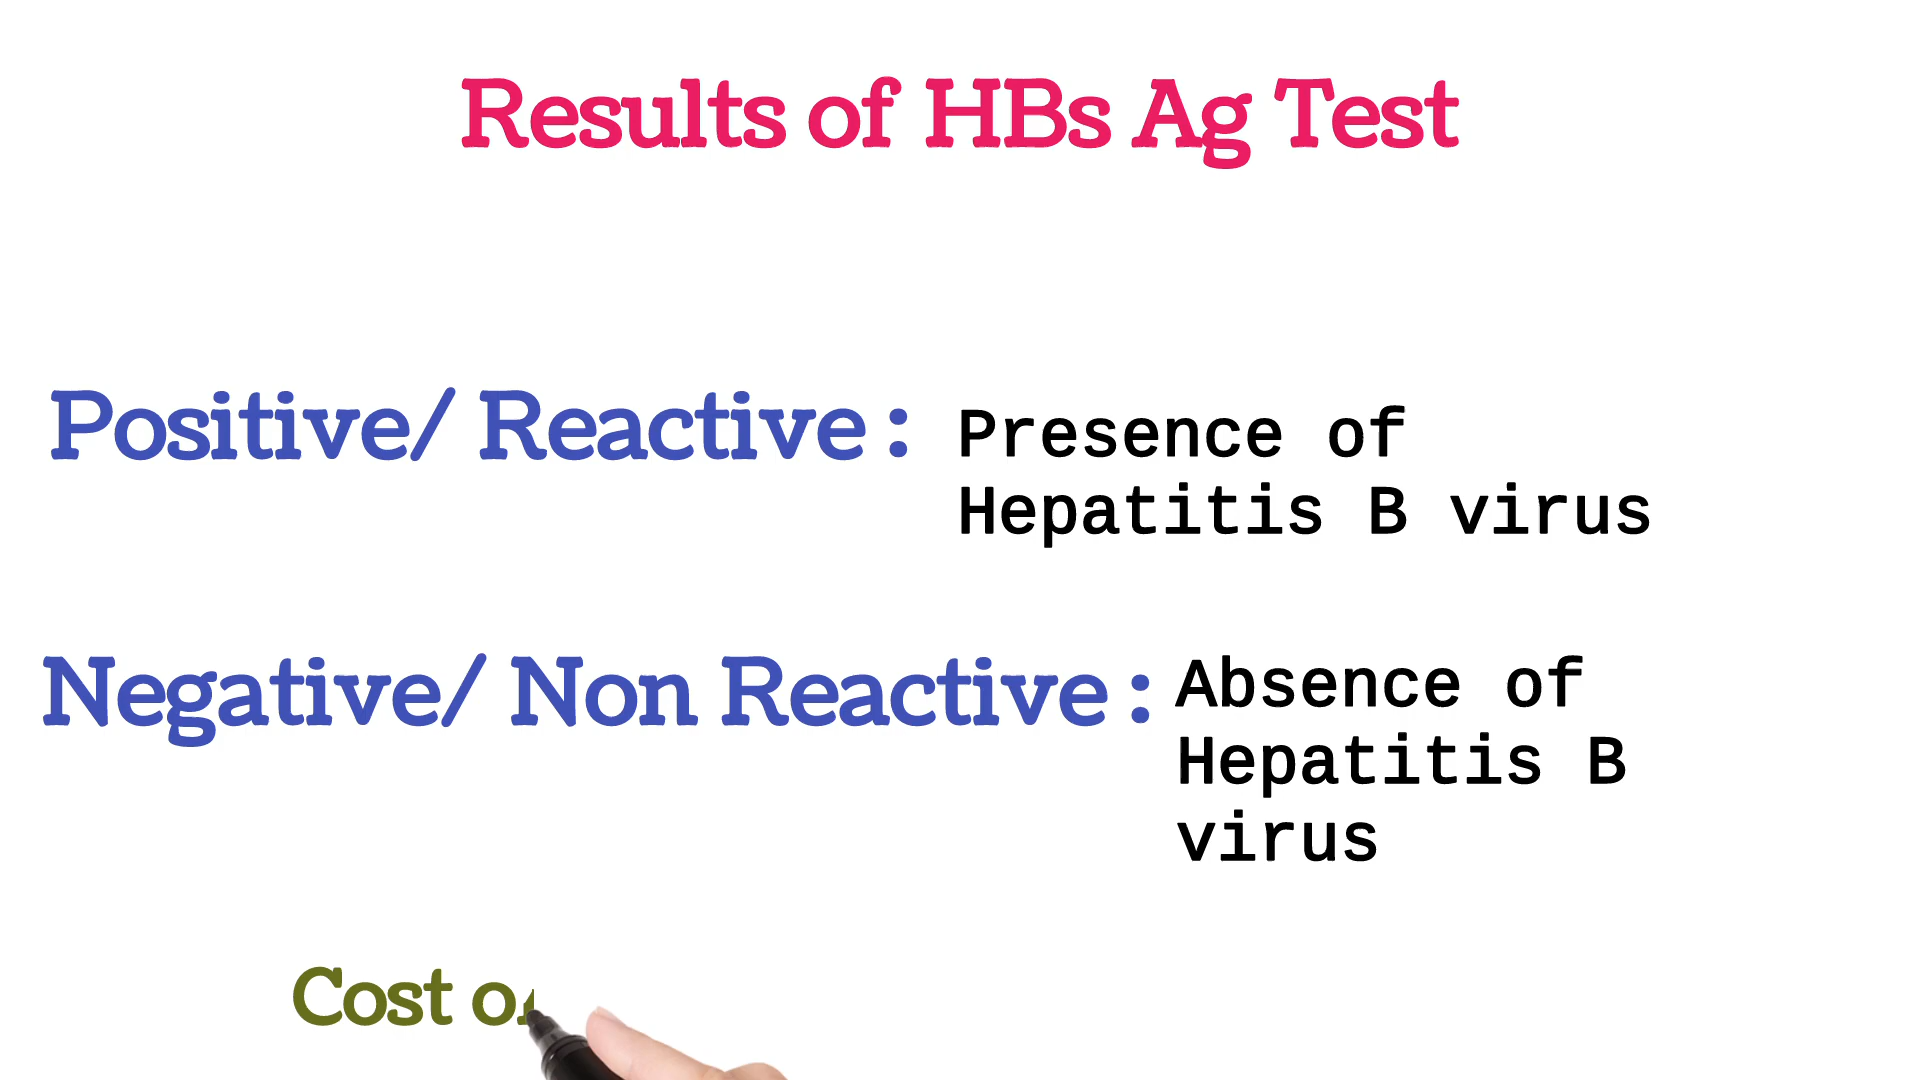 Results of HBs Ag Test
Positive/ Reactive : Presence of
Hepatitis B virus
Negative/ Non Reactive : Absence of
Hepatitis B
virus
Cost